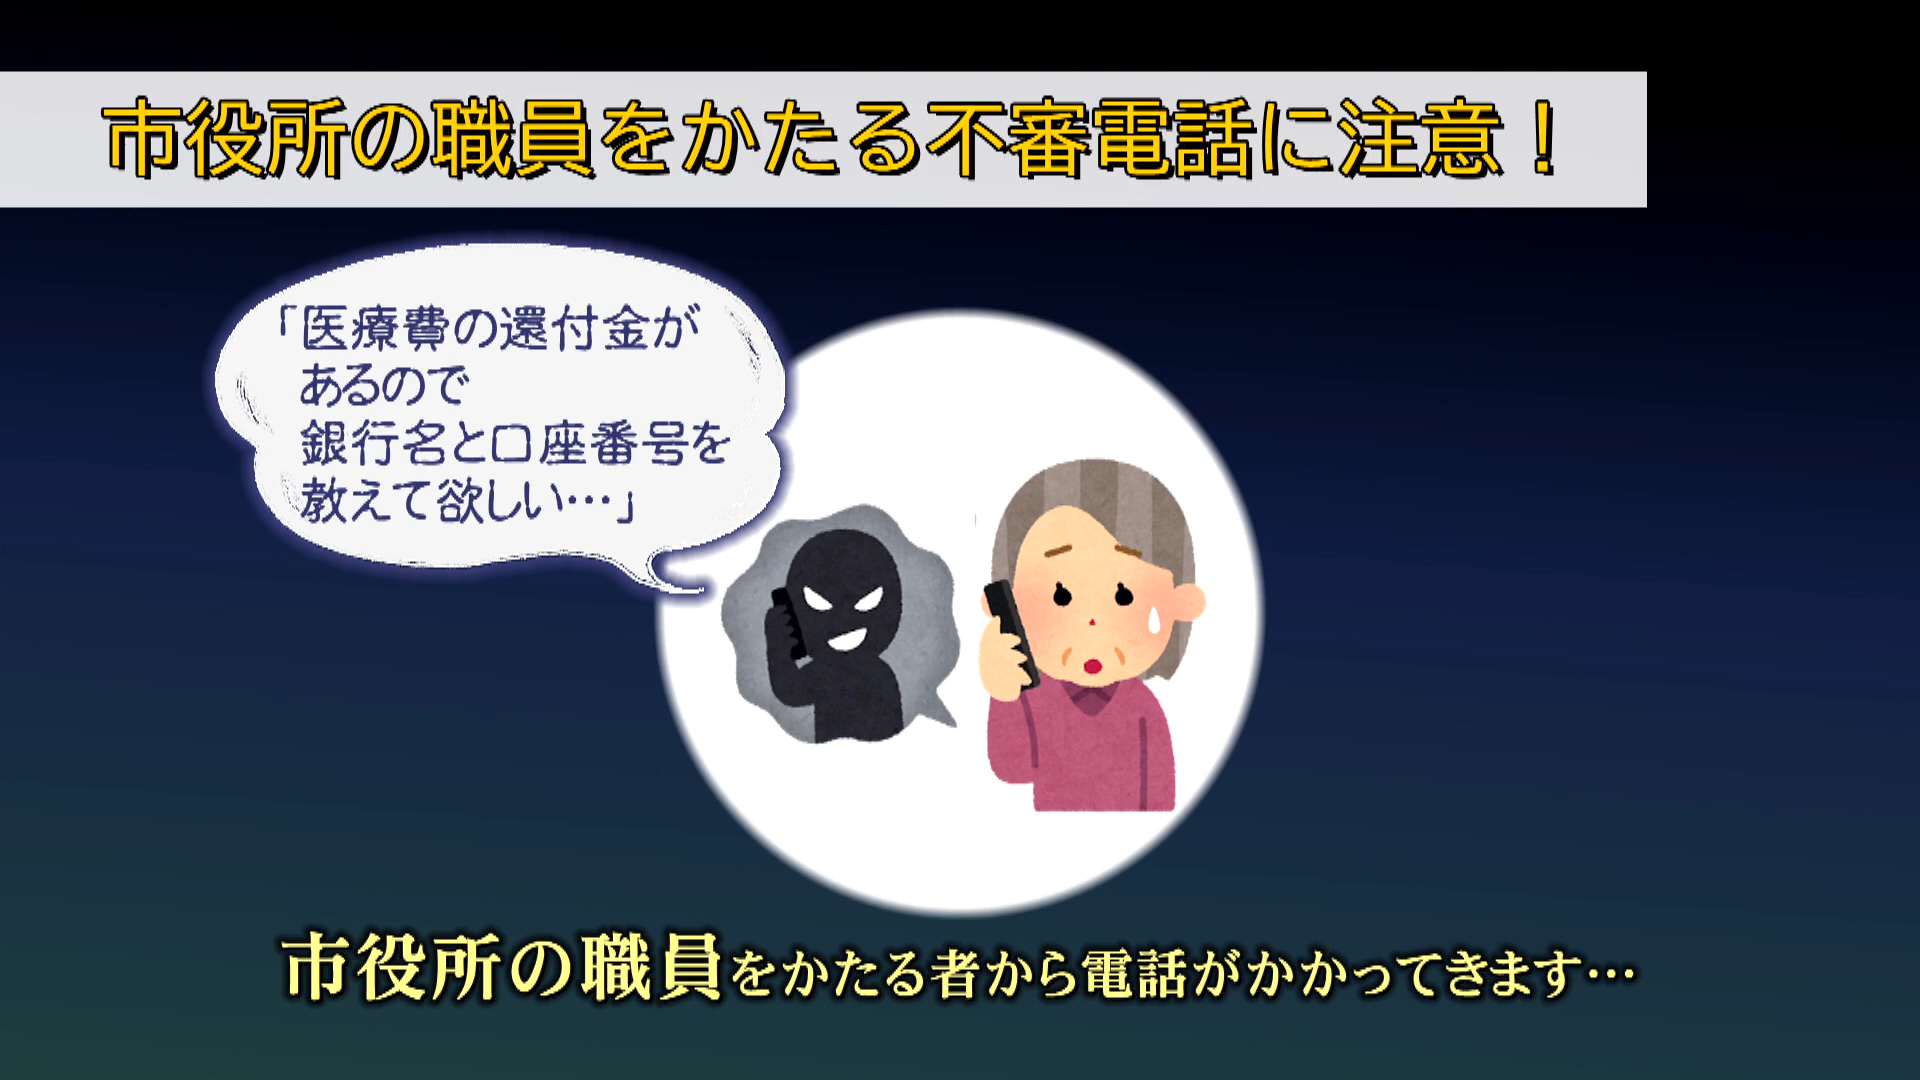 市役所の職員をかたる不審電話に注意！
「医療費の還付金が
あるので
銀行名と口座番号を
教えて欲しい…」
市役所の職員をかたる者から電話がかかってきます…